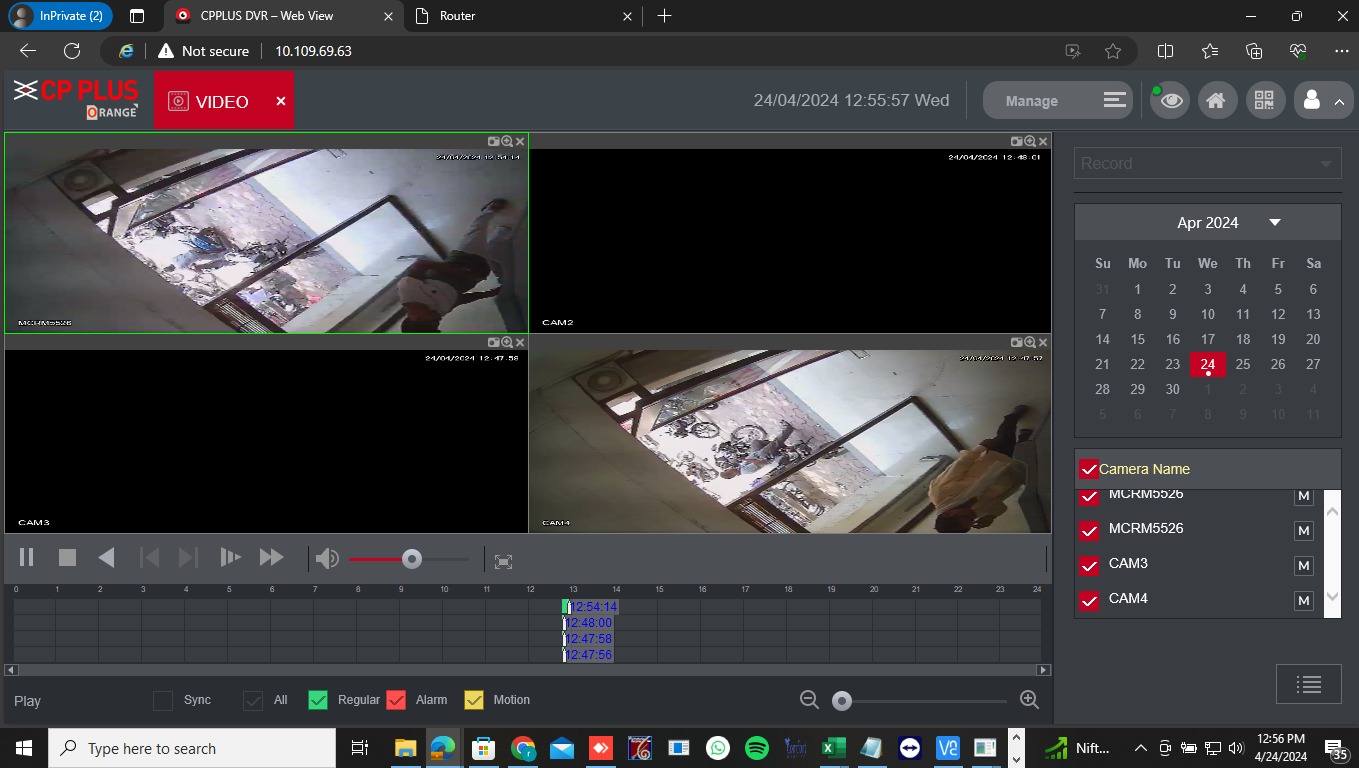 InPrivate (2)
CPPLUS DVR – Web View
Router
Not secure
10.109.69.63
CP PLUS
ORANGE
VIDEO
24/04/2024 12:55:57 Wed
Manage
24/04/2024 12:54:14
MCRM5526
24/04/2024 12:48:01
CAM2
24/04/2024 12:47:58
CAM3
24/04/2024 12:47:57
CAM4
Record
Apr 2024
Su Mo Tu We Th Fr Sa
31 1 2 3 4 5 6
7 8 9 10 11 12 13
14 15 16 17 18 19 20
21 22 23 24 25 26 27
28 29 30 1 2 3 4
5 6 7 8 9 10 11
Camera Name
MCRM5526 M
MCRM5526 M
CAM3 M
CAM4 M
0 1 2 3 4 5 6 7 8 9 10 11 12 13 14 15 16 17 18 19 20 21 22 23 24
12:54:14
12:48:00
12:47:58
12:47:56
Play
Sync
All
Regular
Alarm
Motion
Type here to search
Nift...
12:56 PM
4/24/2024
35